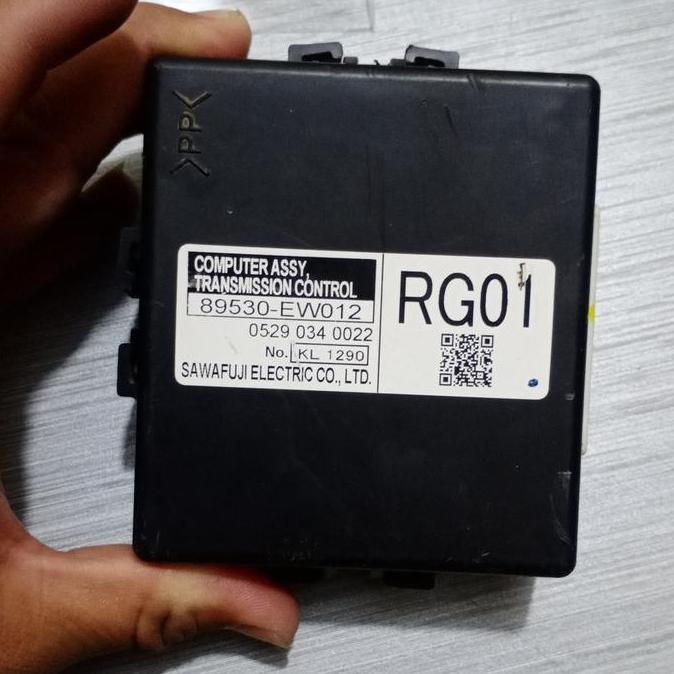 >PP<
COMPUTER ASSY,
TRANSMISSION CONTROL
89530-EW012
0529 034 0022
No. KL 1290
SAWAFUJI ELECTRIC CO., LTD.
RG01